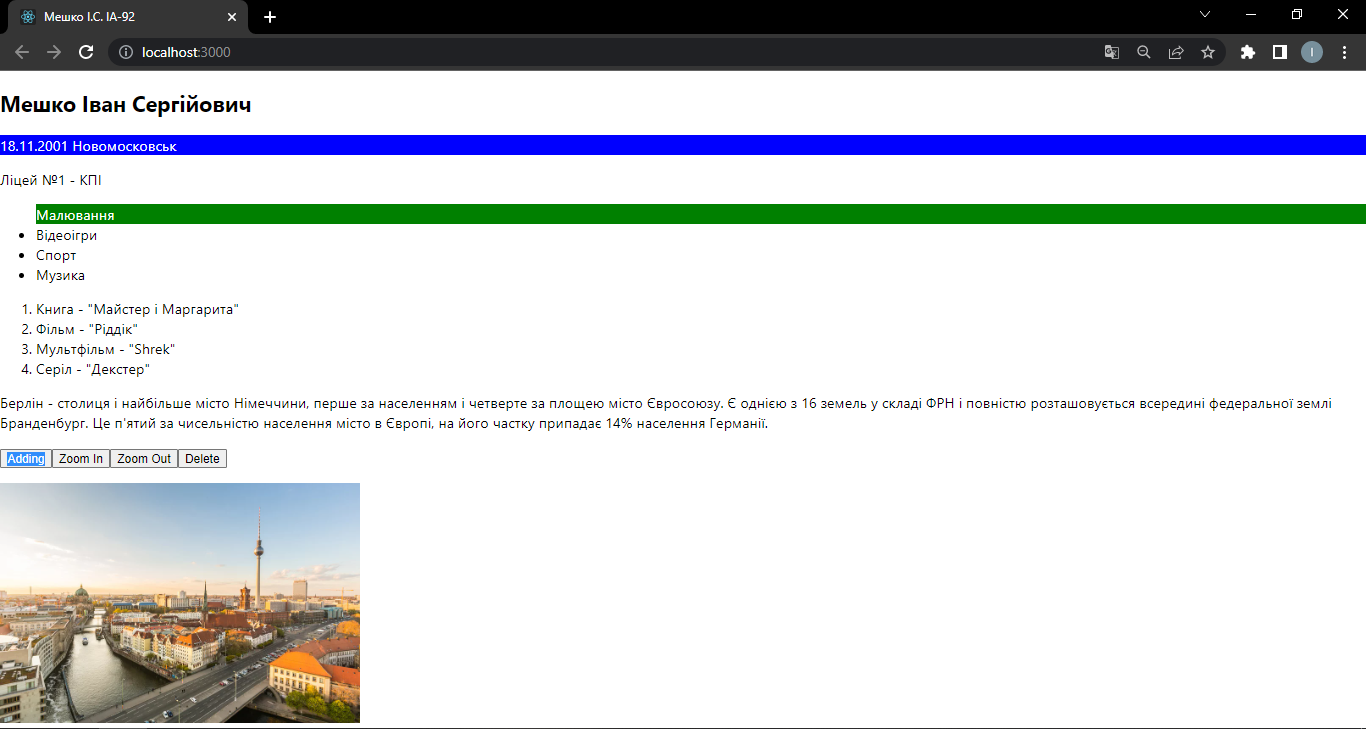 Мешко І.С. ІА-92
localhost:3000
І
Мешко Іван Сергійович
18.11.2001 Новомосковськ
Ліцей №1 - КПІ
Малювання
Відеоігри
Спорт
Музика
1. Книга - "Майстер і Маргарита"
2. Фільм - "Ріддік"
3. Мультфільм - "Shrek"
4. Серіл - "Декстер"
Берлін - столиця і найбільше місто Німеччини, перше за населенням і четверте за площею місто Євросоюзу. Є однією з 16 земель у складі ФРН і повністю розташовується всередині федеральної землі
Бранденбург. Це п'ятий за чисельністю населення місто в Європі, на його частку припадає 14% населення Германії.
Adding Zoom In Zoom Out Delete